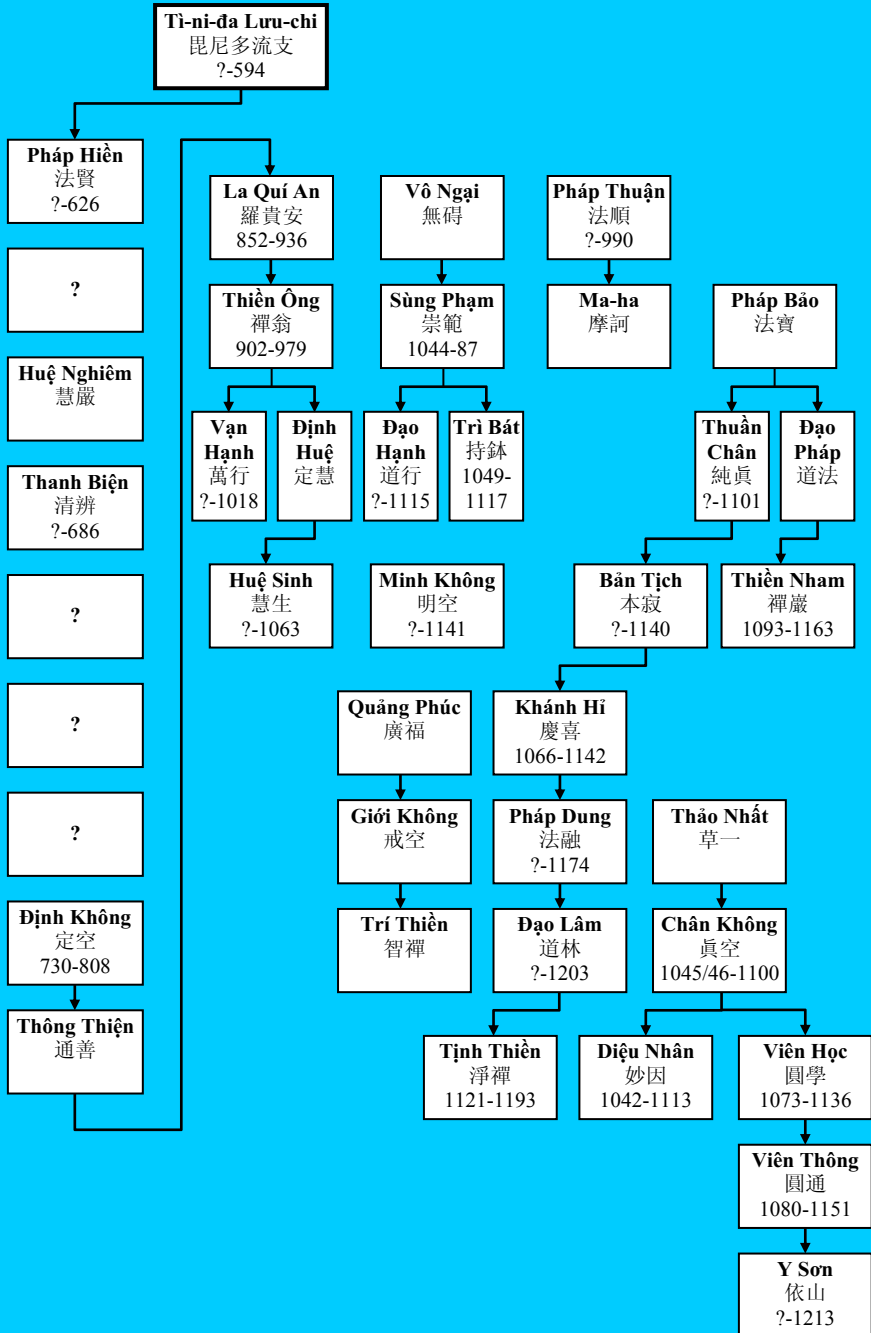 Tì-ni-đa Lưu-chi
毘尼多流支
?-594
Pháp Hiền
法賢
?-626
?
Huệ Nghiêm
慧嚴
Thanh Biện
清辨
?-686
?
?
?
Định Không
定空
730-808
Thông Thiện
通善
La Quí An
羅貴安
852-936
Thiền Ông
禪翁
902-979
Vạn
Hạnh
萬行
?-1018
Định
Huệ
定慧
Huệ Sinh
慧生
?-1063
Vô Ngại
無碍
Sùng Phạm
崇範
1044-87
Đạo
Hạnh
道行
?-1115
Trì Bát
持鉢
1049-
1117
Minh Không
明空
?-1141
Pháp Thuận
法順
?-990
Ma-ha
摩訶
Pháp Bảo
法寶
Thuần
Chân
純眞
?-1101
Đạo
Pháp
道法
Bản Tịch
本寂
?-1140
Thiền Nham
禪巖
1093-1163
Quảng Phúc
廣福
Giới Không
戒空
Trí Thiền
智禪
Khánh Hỉ
慶喜
1066-1142
Pháp Dung
法融
?-1174
Đạo Lâm
道林
?-1203
Tịnh Thiền
淨禪
1121-1193
Thảo Nhất
草一
Chân Không
眞空
1045/46-1100
Diệu Nhân
妙因
1042-1113
Viên Học
圓學
1073-1136
Viên Thông
圓通
1080-1151
Y Sơn
依山
?-1213